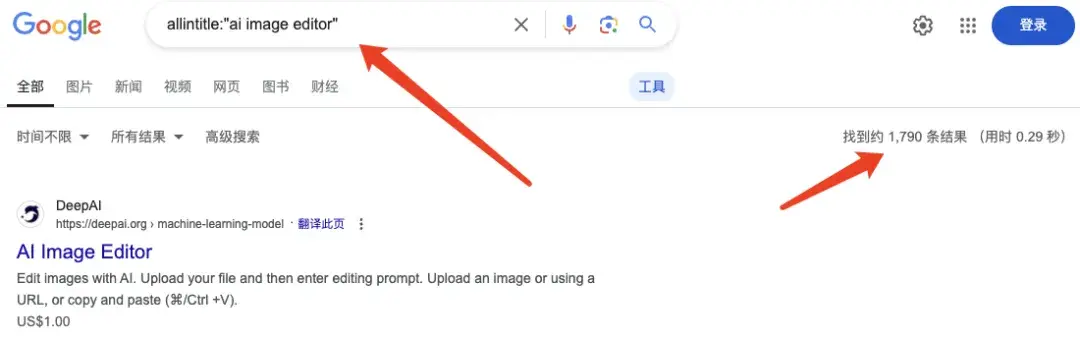 Google allintitle:"ai image editor" 登录
全部 图片 新闻 视频 网页 图书 财经 工具
时间不限 所有结果 高级搜索 找到约 1,790 条结果 （用时 0.29 秒）
DeepAI
https://deepai.org › machine-learning-model · 翻译此页
AI Image Editor
Edit images with AI. Upload your file and then enter editing prompt. Upload an image or using a
URL, or copy and paste (⌘/Ctrl +V).
US$1.00